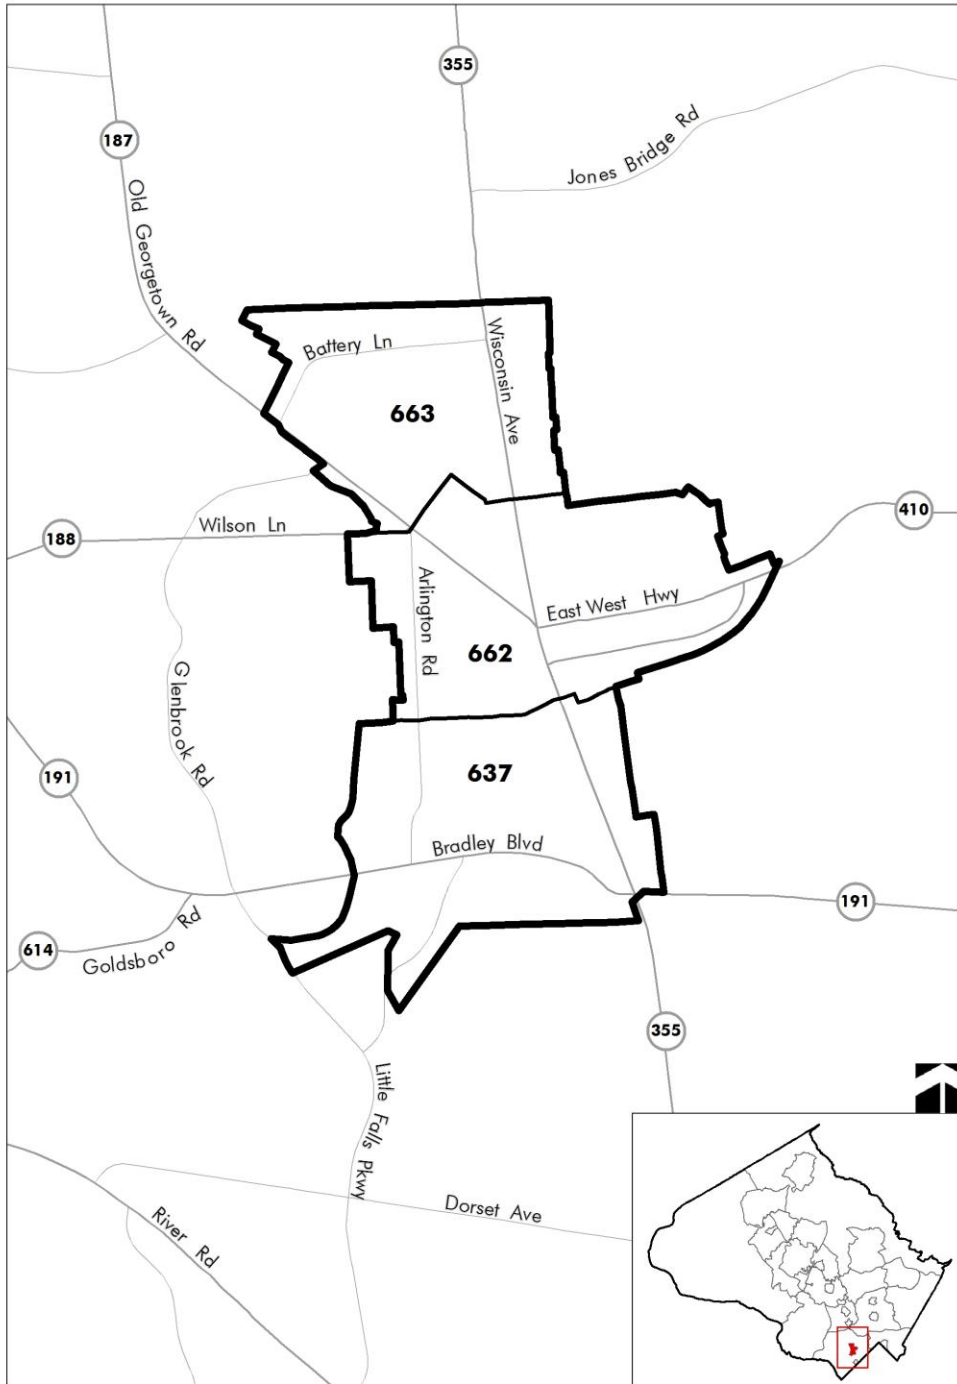 355
187
Jones Bridge Rd
Old Georgetown Rd
Wisconsin Ave
Battery Ln
663
410
Wilson Ln
188
Arlington Rd
East West Hwy
662
Glenbrook Rd
191
637
Bradley Blvd
191
Goldsboro Rd
614
355
Little Falls Pkwy
Dorset Ave
River Rd